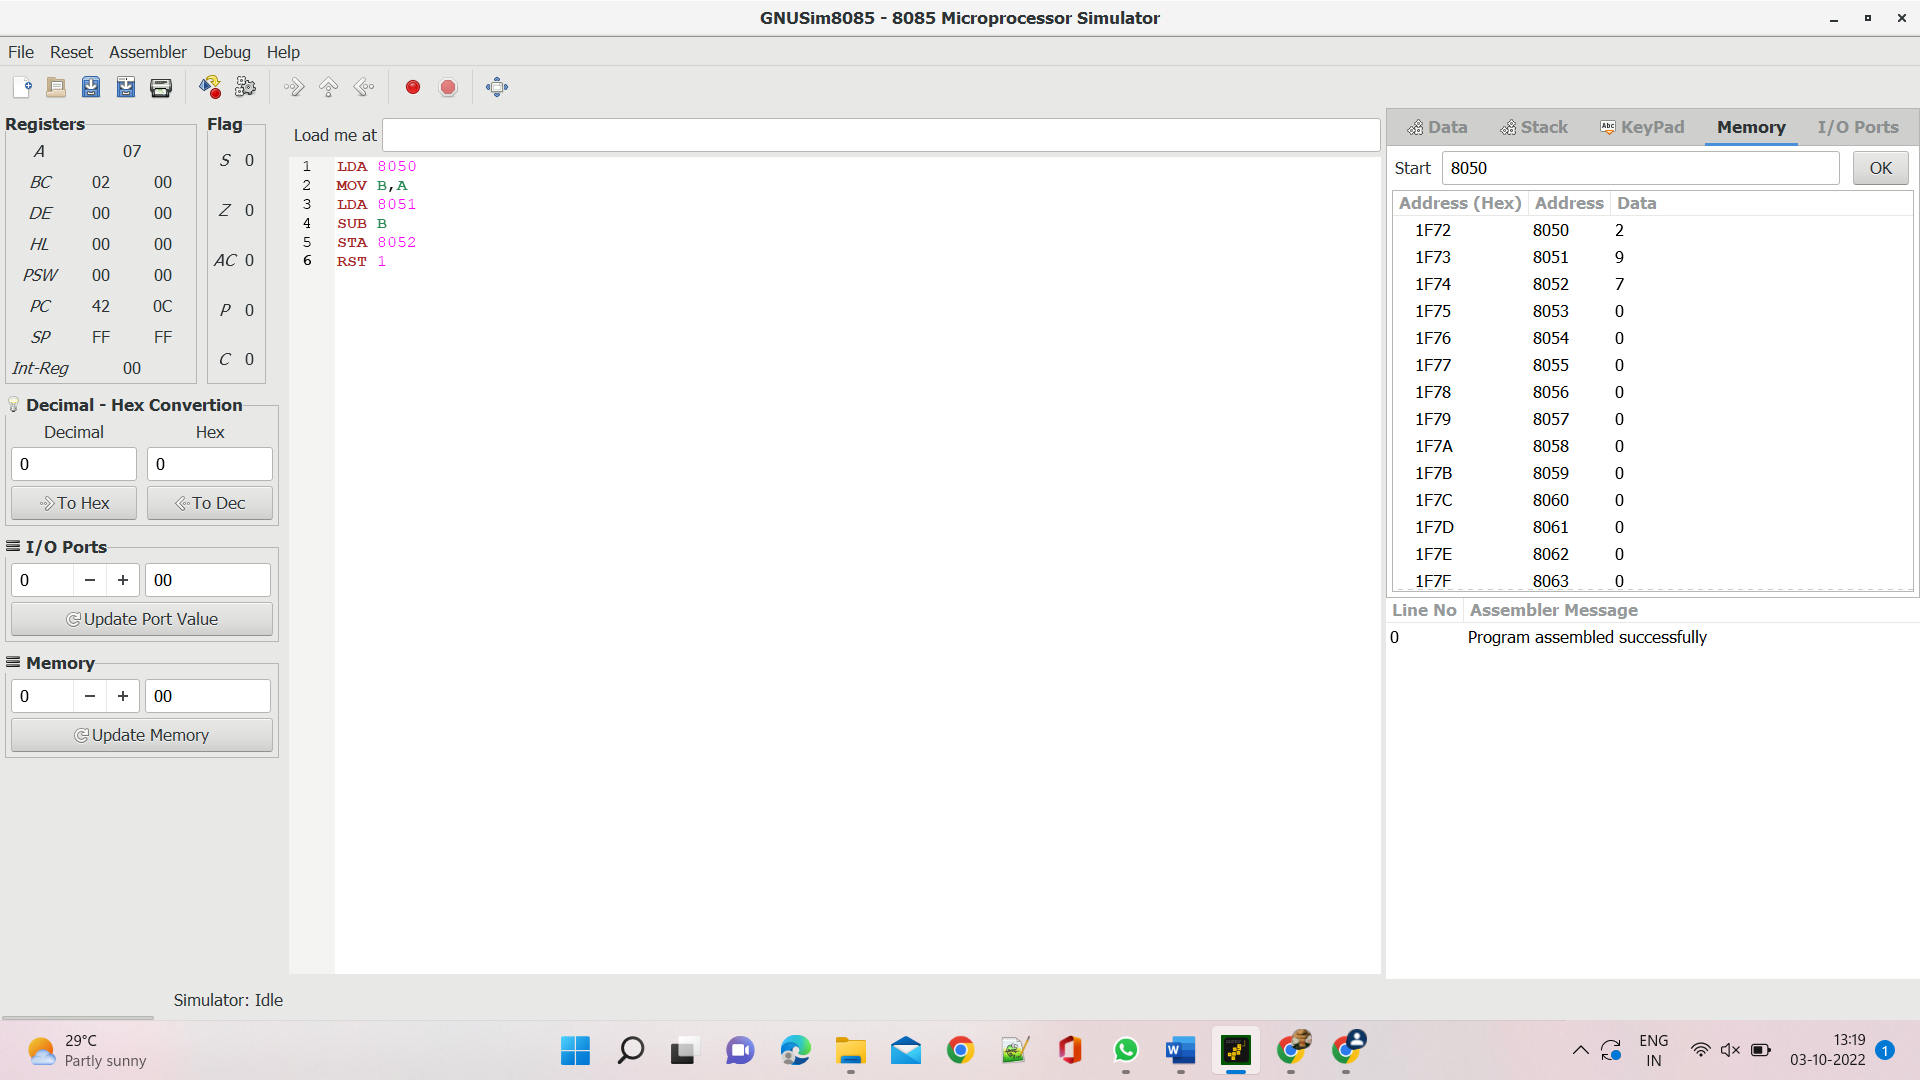 GNUSim8085 - 8085 Microprocessor Simulator
File Reset Assembler Debug Help
Registers
A 07
BC 02 00
DE 00 00
HL 00 00
PSW 00 00
PC 42 0C
SP FF FF
Int-Reg 00
Flag
S 0
Z 0
AC 0
P 0
C 0
Decimal - Hex Convertion
Decimal Hex
0 0
To Hex To Dec
I/O Ports
0 − + 00
Update Port Value
Memory
0 − + 00
Update Memory
Load me at
1 LDA 8050
2 MOV B,A
3 LDA 8051
4 SUB B
5 STA 8052
6 RST 1
Data Stack Abc KeyPad Memory I/O Ports
Start 8050 OK
Address (Hex) Address Data
1F72 8050 2
1F73 8051 9
1F74 8052 7
1F75 8053 0
1F76 8054 0
1F77 8055 0
1F78 8056 0
1F79 8057 0
1F7A 8058 0
1F7B 8059 0
1F7C 8060 0
1F7D 8061 0
1F7E 8062 0
1F7F 8063 0
Line No Assembler Message
0 Program assembled successfully
Simulator: Idle
29°C
Partly sunny
W
ENG
IN
13:19
03-10-2022
1